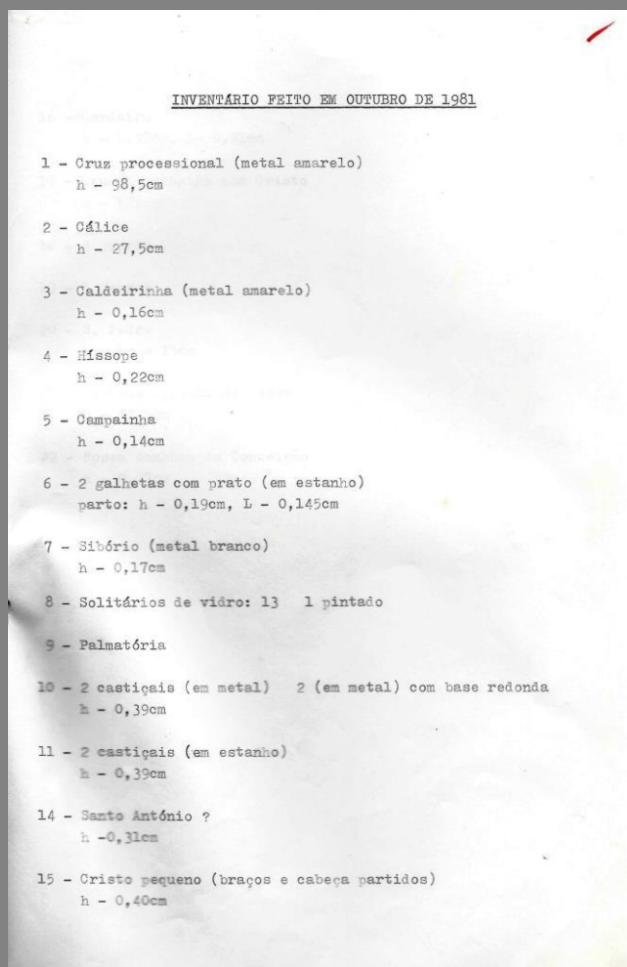 INVENTÁRIO FEITO EM OUTUBRO DE 1981
1 - Cruz processional (metal amarelo)
h - 98,5cm
2 - Cálice
h - 27,5cm
3 - Caldeirinha (metal amarelo)
h - 0,16cm
4 - Híssope
h - 0,22cm
5 - Campaínha
h - 0,14cm
6 - 2 galhetas com prato (em estanho)
parto: h - 0,19cm, L - 0,145cm
7 - Sibório (metal branco)
h - 0,17cm
8 - Solitários de vidro: 13 1 pintado
9 - Palmatória
10 - 2 castiçais (em metal) 2 (em metal) com base redonda
h - 0,39cm
11 - 2 castiçais (em estanho)
h - 0,39cm
14 - Santo António ?
h -0,31cm
15 - Cristo pequeno (braços e cabeça partidos)
h - 0,40cm